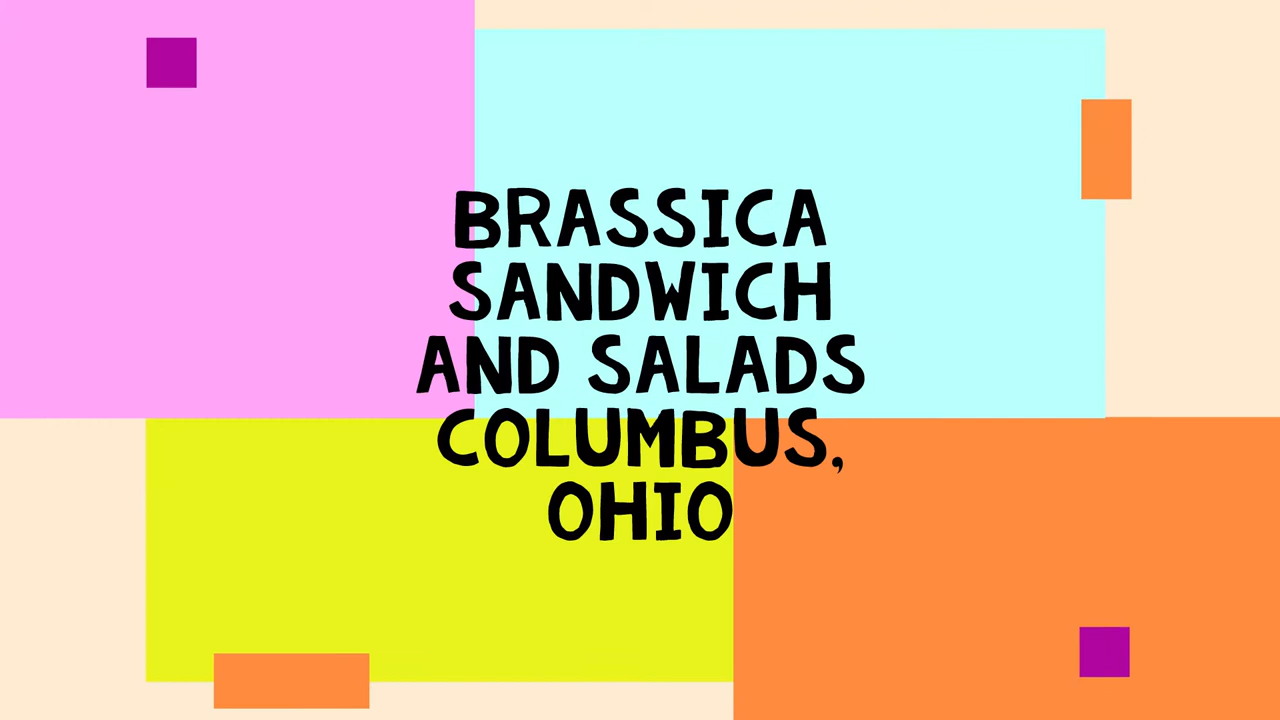 BRASSICA
SANDWICH
AND SALADS
COLUMBUS,
OHIO